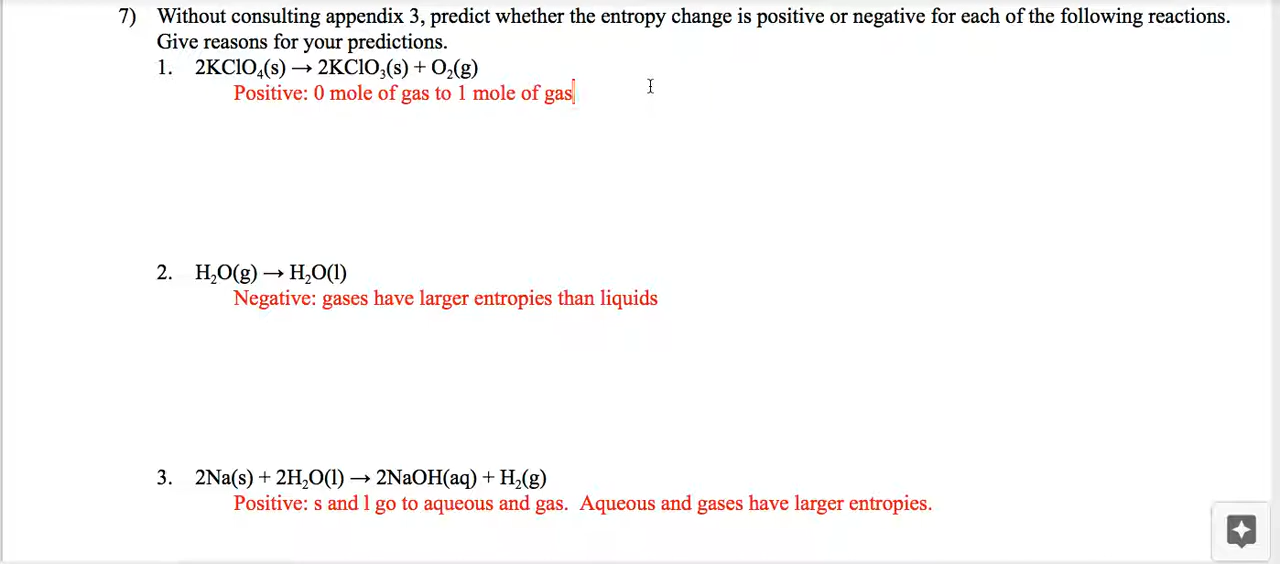 7) Without consulting appendix 3, predict whether the entropy change is positive or negative for each of the following reactions.
Give reasons for your predictions.
1. 2KClO₄(s) → 2KClO₃(s) + O₂(g)
Positive: 0 mole of gas to 1 mole of gas
2. H₂O(g) → H₂O(l)
Negative: gases have larger entropies than liquids
3. 2Na(s) + 2H₂O(l) → 2NaOH(aq) + H₂(g)
Positive: s and l go to aqueous and gas. Aqueous and gases have larger entropies.